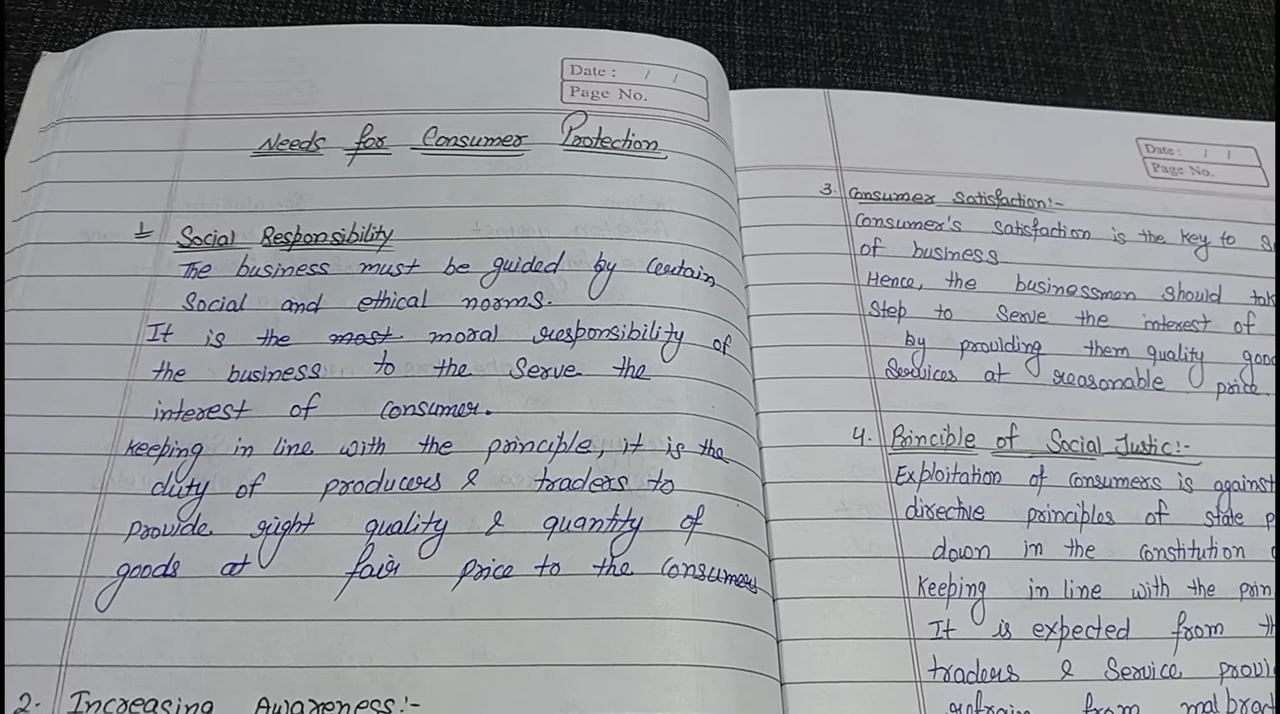 Date : / /
Page No.
Needs for Consumer Protection
1 Social Responsibility
The business must be guided by certain
Social and ethical norms.
It is the most moral responsibility of
the business to the Serve the
interest of consumer.
keeping in line with the principle, it is the
duty of producers & traders to
provide right quality & quantity of
goods at fair price to the consumers
2. Increasing Awareness:-
Date : / /
Page No.
3. Consumer Satisfaction:-
Consumer's satisfaction is the key to
of business
Hence, the businessmen should
Step to Serve the interest of
by providing them quality
Services at reasonable price.
4. Principle of Social Justic:-
Exploitation of consumers is against
directive principles of state
down in the constitution
Keeping in line with the
It is expected from
traders & Service
from